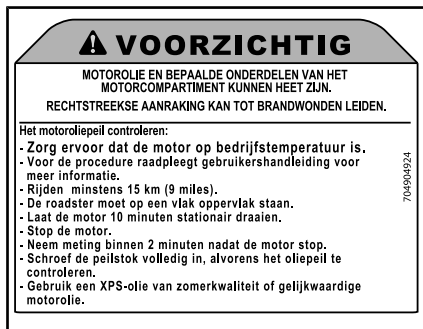 VOORZICHTIG
MOTOROLIE EN BEPAALDE ONDERDELEN VAN HET
MOTORCOMPARTIMENT KUNNEN HEET ZIJN.
RECHTSTREEKSE AANRAKING KAN TOT BRANDWONDEN LEIDEN.
Het motoroliepeil controleren:
- Zorg ervoor dat de motor op bedrijfstemperatuur is.
- Voor de procedure raadpleegt gebruikershandleiding voor
meer informatie.
- Rijden minstens 15 km (9 miles).
- De roadster moet op een vlak oppervlak staan.
- Laat de motor 10 minuten stationair draaien.
- Stop de motor.
- Neem meting binnen 2 minuten nadat de motor stop.
- Schroef de peilstok volledig in, alvorens het oliepeil te
controleren.
- Gebruik een XPS-olie van zomerkwaliteit of gelijkwaardige
motorolie.
704904924